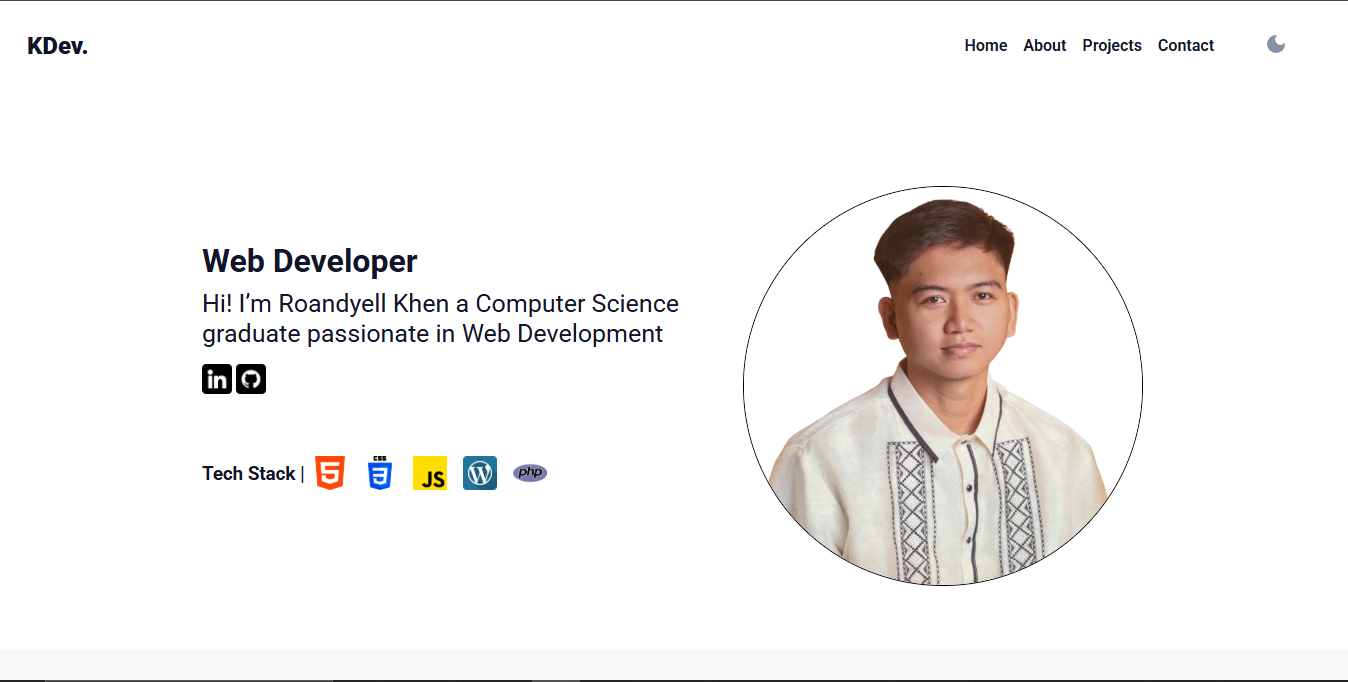 KDev.
Home About Projects Contact
Web Developer
Hi! I’m Roandyell Khen a Computer Science
graduate passionate in Web Development
in
Tech Stack | 5 CSS 3 JS W php